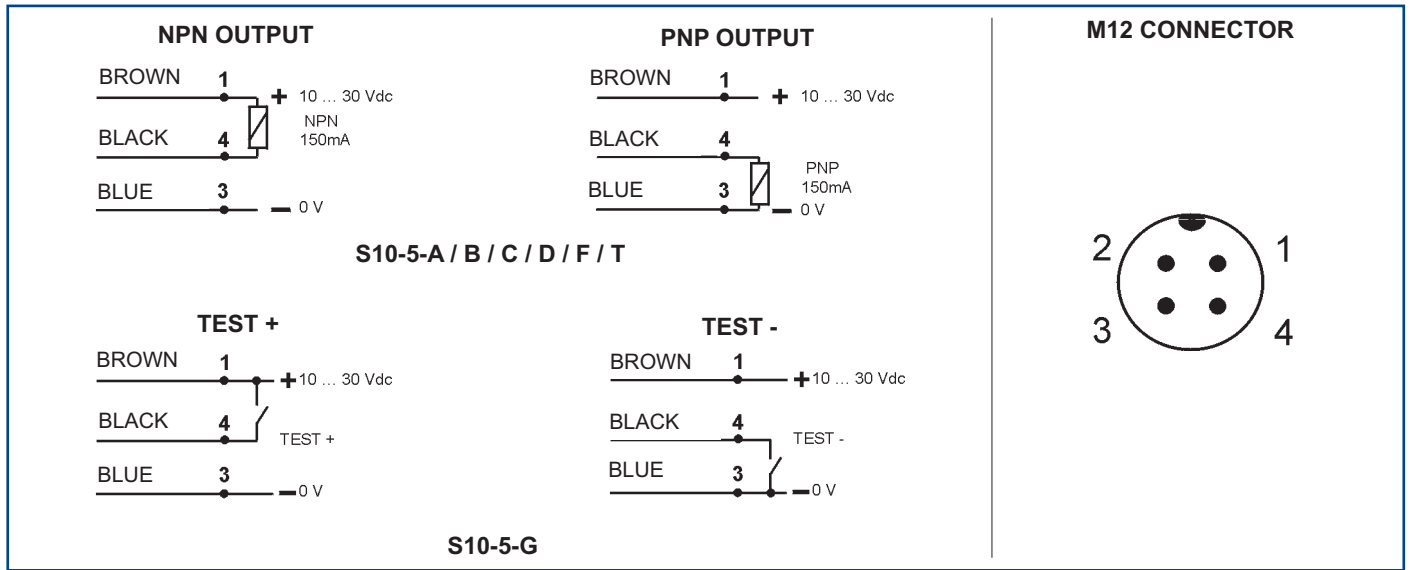 NPN OUTPUT
BROWN 1
+ 10 ... 30 Vdc
NPN
150mA
BLACK 4
BLUE 3
- 0 V
PNP OUTPUT
BROWN 1
+ 10 ... 30 Vdc
BLACK 4
PNP
150mA
BLUE 3
- 0 V
S10-5-A / B / C / D / F / T
TEST +
BROWN 1
+ 10 ... 30 Vdc
BLACK 4
TEST +
BLUE 3
- 0 V
TEST -
BROWN 1
+ 10 ... 30 Vdc
BLACK 4
TEST -
BLUE 3
- 0 V
S10-5-G
M12 CONNECTOR
2 1
3 4